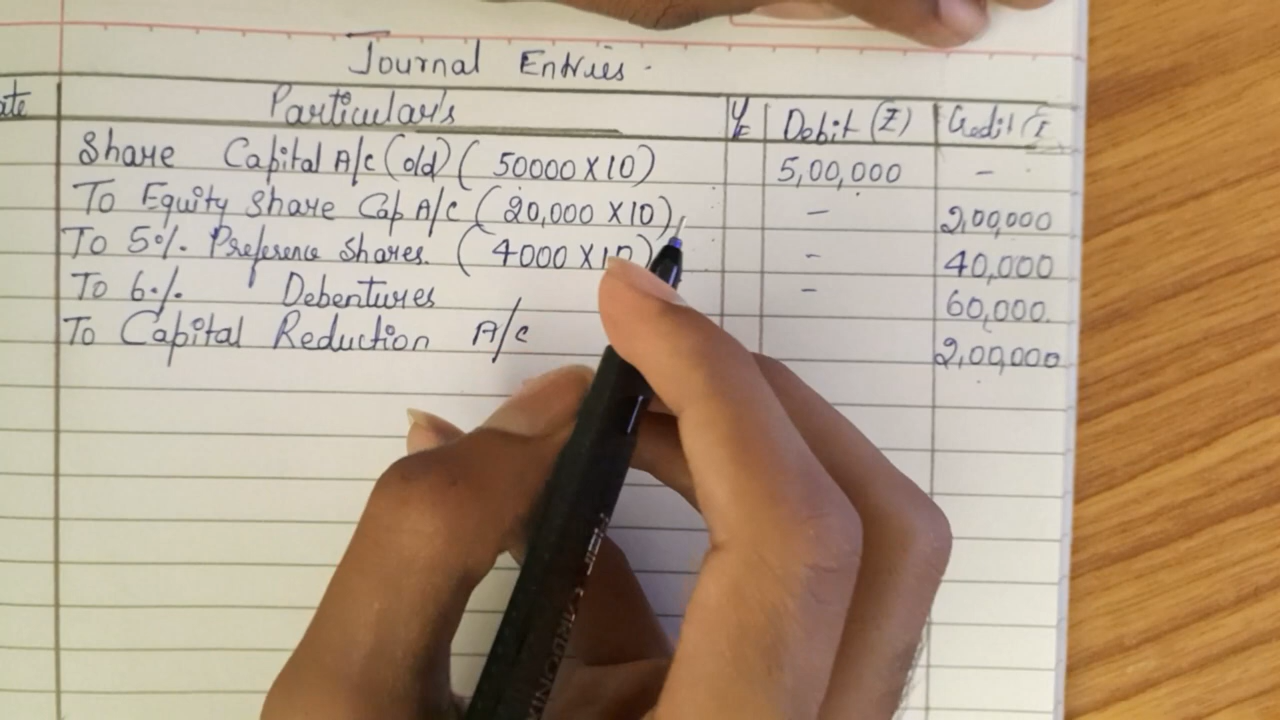 Journal Entries.
ate Particulars L/F Debit (₹) Credit (₹
Share Capital A/c (old) ( 50000 X 10) 5,00,000 -
To Equity Share Cap A/c ( 20,000 X 10) - 2,00,000
To 5% Preference Shares. ( 4000 X 10) - 40,000
To 6% Debentures - 60,000.
To Capital Reduction A/c 2,00,000